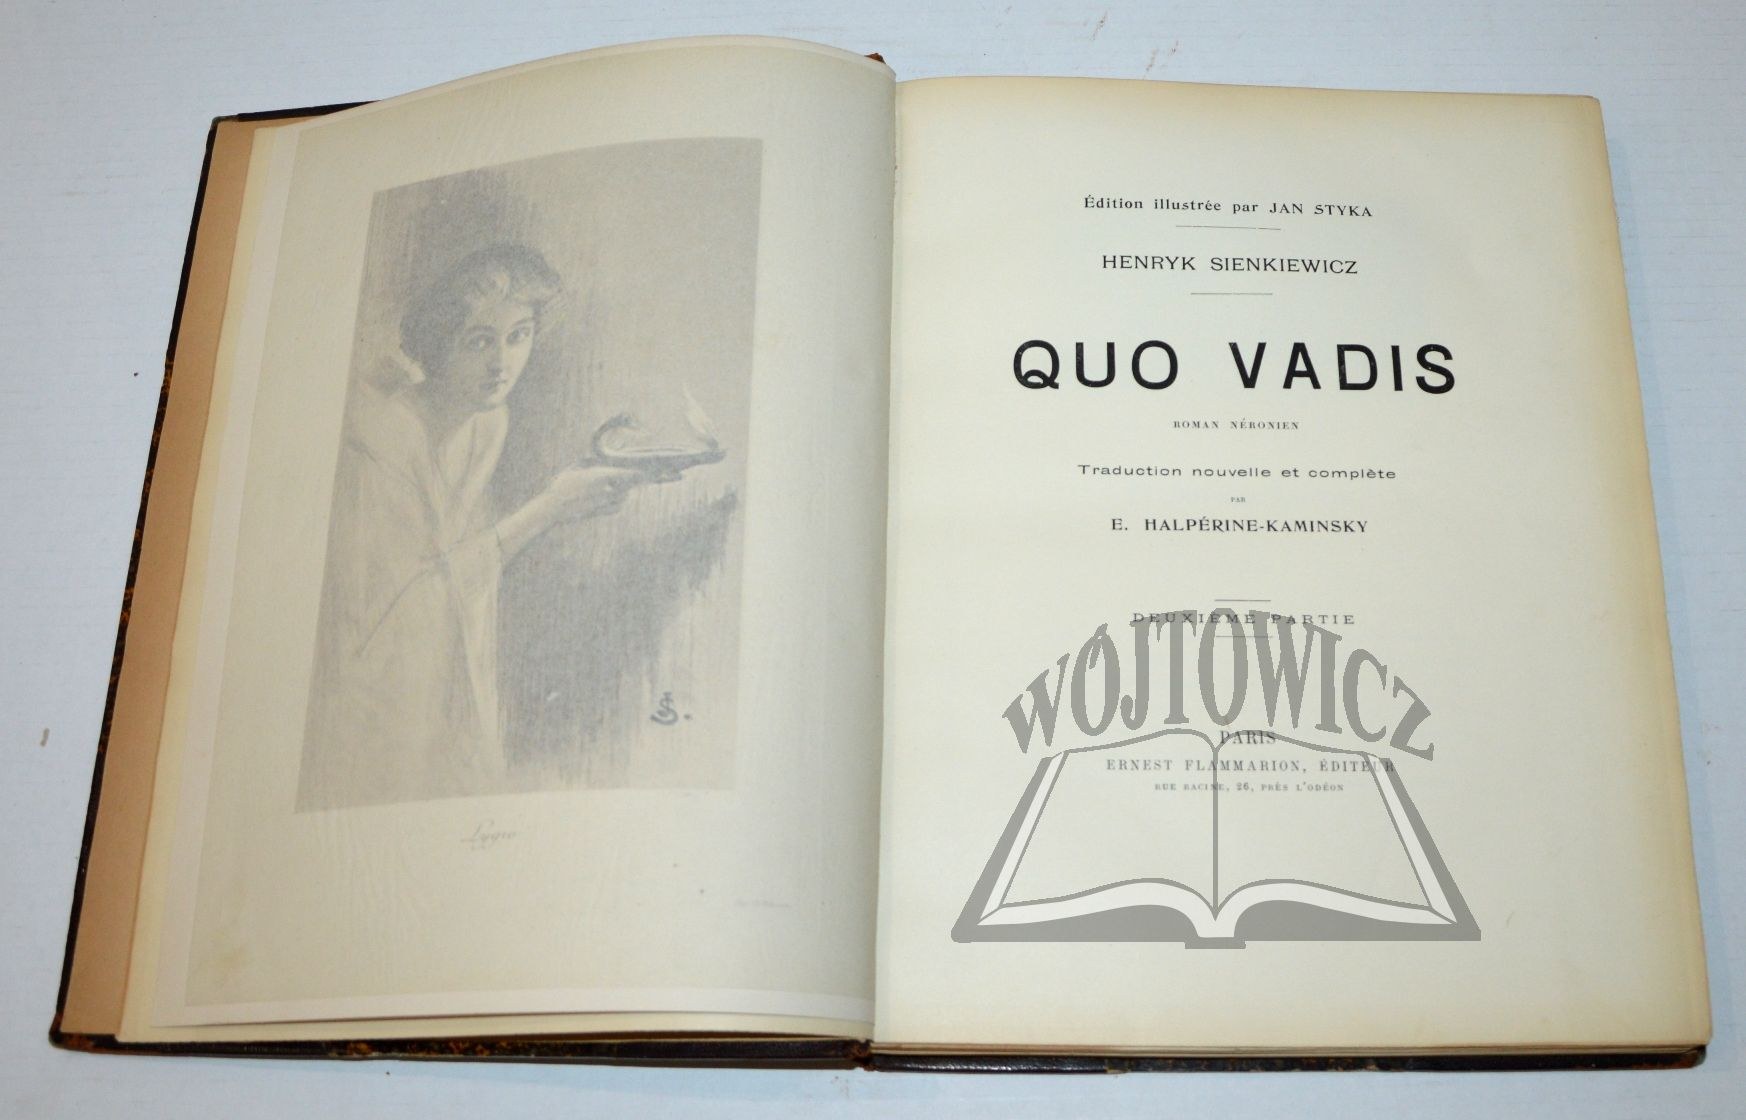 Lygie
Édition illustrée par JAN STYKA
HENRYK SIENKIEWICZ
QUO VADIS
ROMAN NÉRONIEN
Traduction nouvelle et complète
PAR
E. HALPÉRINE-KAMINSKY
DEUXIÈME PARTIE
WÓJTOWICZ
PARIS
ERNEST FLAMMARION, ÉDITEUR
RUE RACINE, 26, PRÈS L'ODÉON